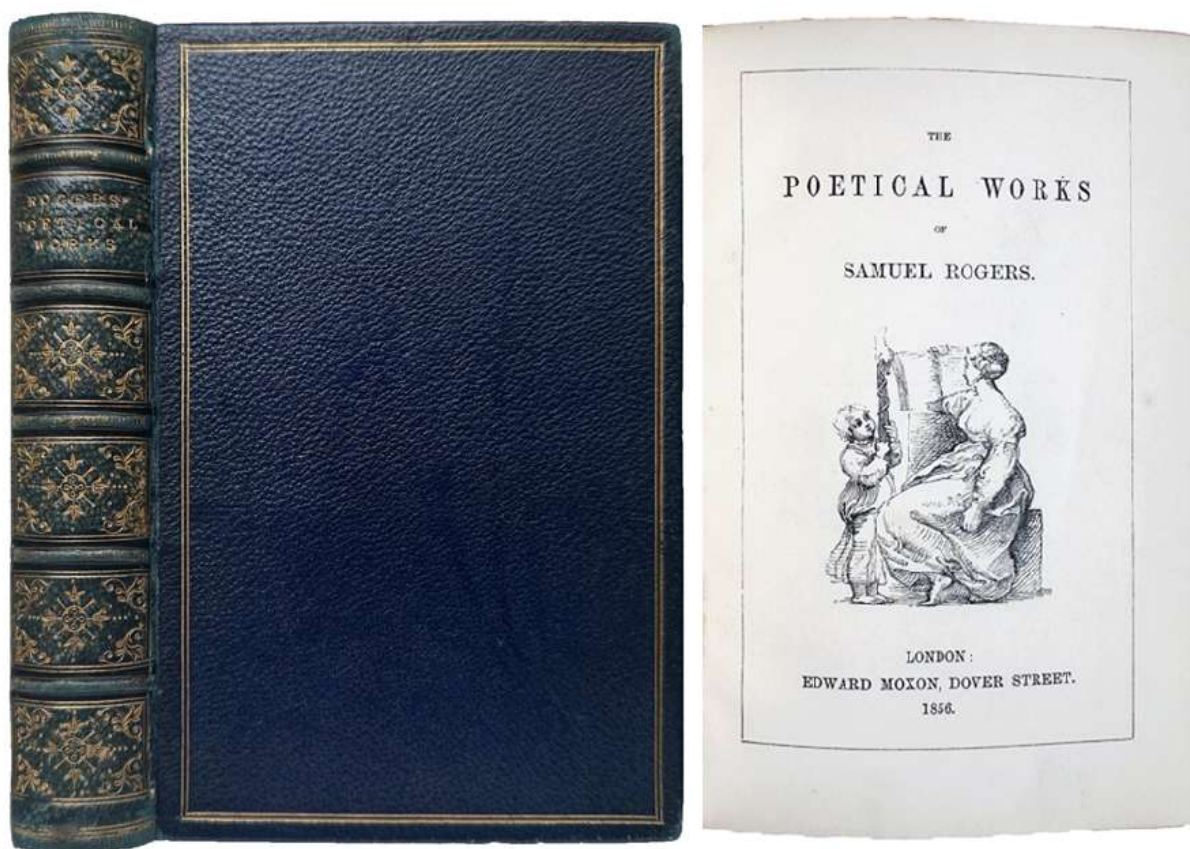 ROGERS'
POETICAL
WORKS
THE
POETICAL WORKS
OF
SAMUEL ROGERS.
LONDON:
EDWARD MOXON, DOVER STREET.
1856.